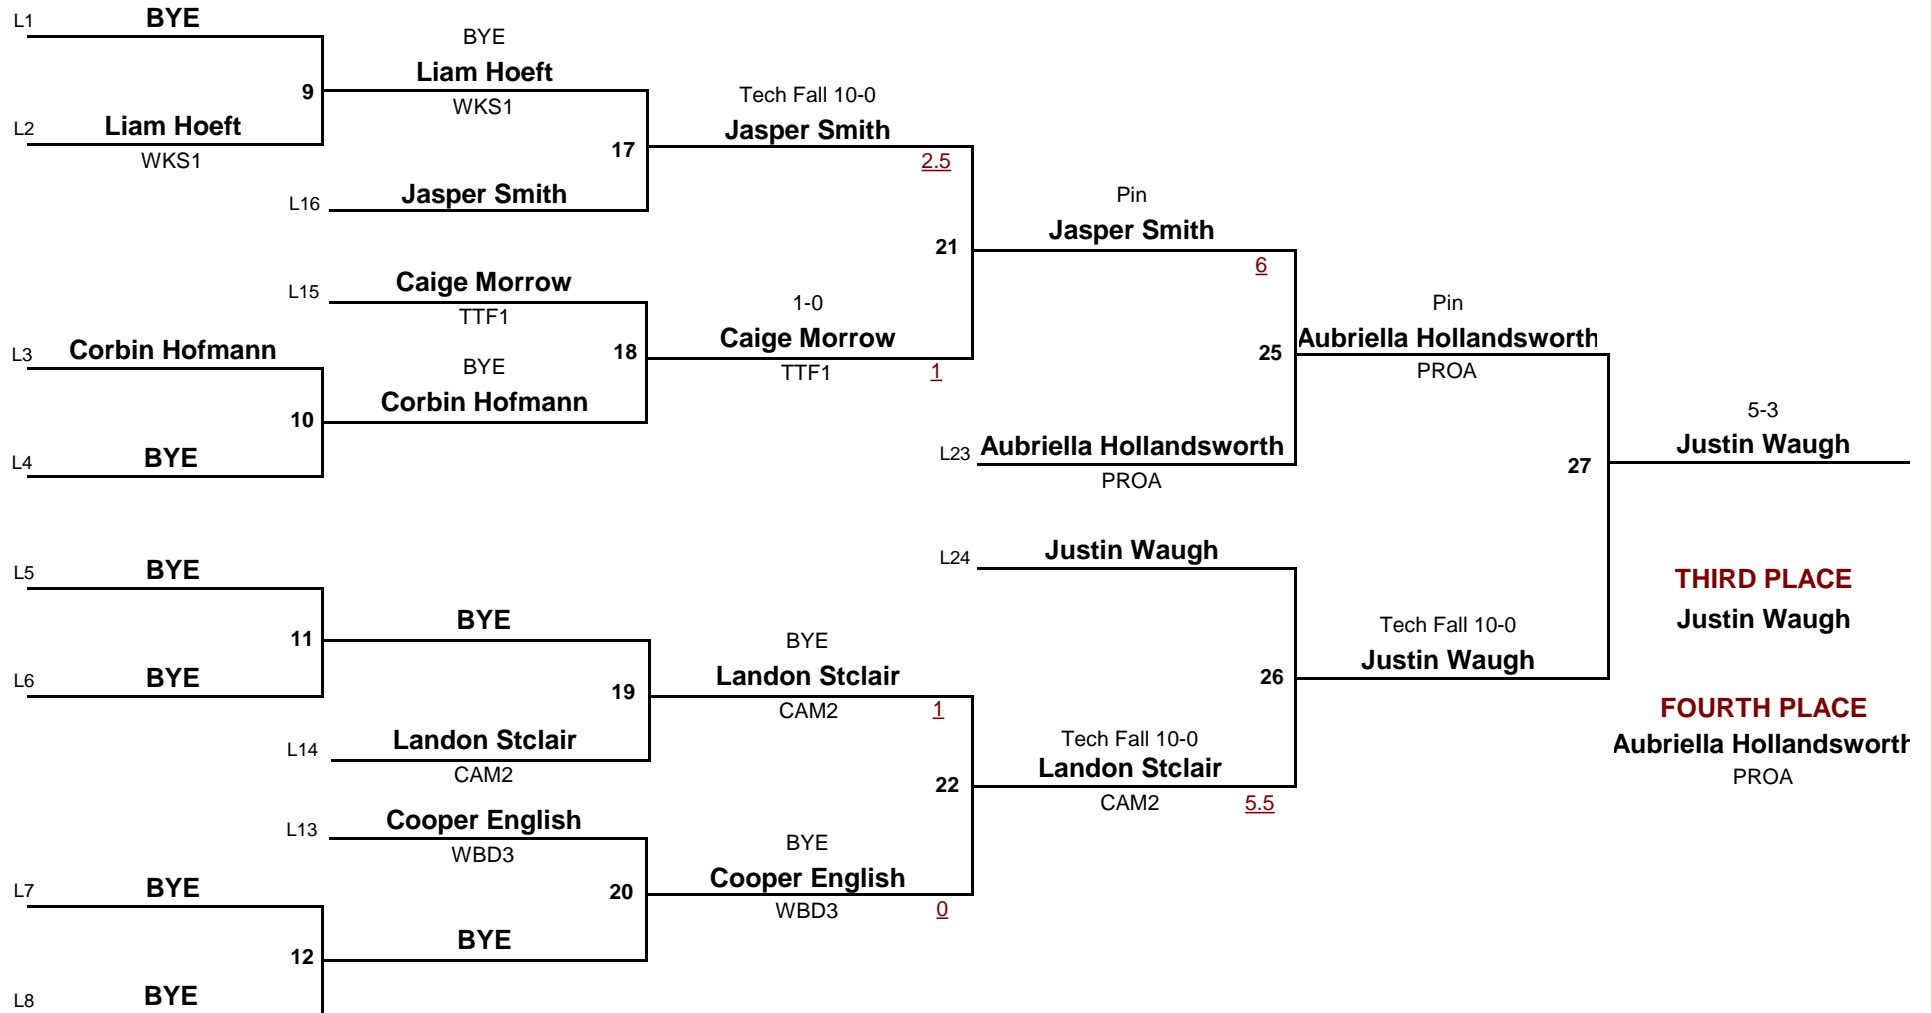 L1 BYE
9
L2 Liam Hoeft
WKS1
BYE
Liam Hoeft
WKS1
17
L16 Jasper Smith
Tech Fall 10-0
Jasper Smith
2.5
L15 Caige Morrow
TTF1
L3 Corbin Hofmann
10
L4 BYE
BYE
Corbin Hofmann
18
1-0
Caige Morrow
TTF1 1
21
Pin
Jasper Smith
6
L23 Aubriella Hollandsworth
PROA
25
Pin
Aubriella Hollandsworth
PROA
L5 BYE
11
L6 BYE
BYE
19
L14 Landon Stclair
CAM2
BYE
Landon Stclair
CAM2 1
L13 Cooper English
WBD3
L7 BYE
12
L8 BYE
BYE
20
BYE
Cooper English
WBD3 0
22
Tech Fall 10-0
Landon Stclair
CAM2 5.5
L24 Justin Waugh
26
Tech Fall 10-0
Justin Waugh
27
5-3
Justin Waugh
THIRD PLACE
Justin Waugh
FOURTH PLACE
Aubriella Hollandsworth
PROA